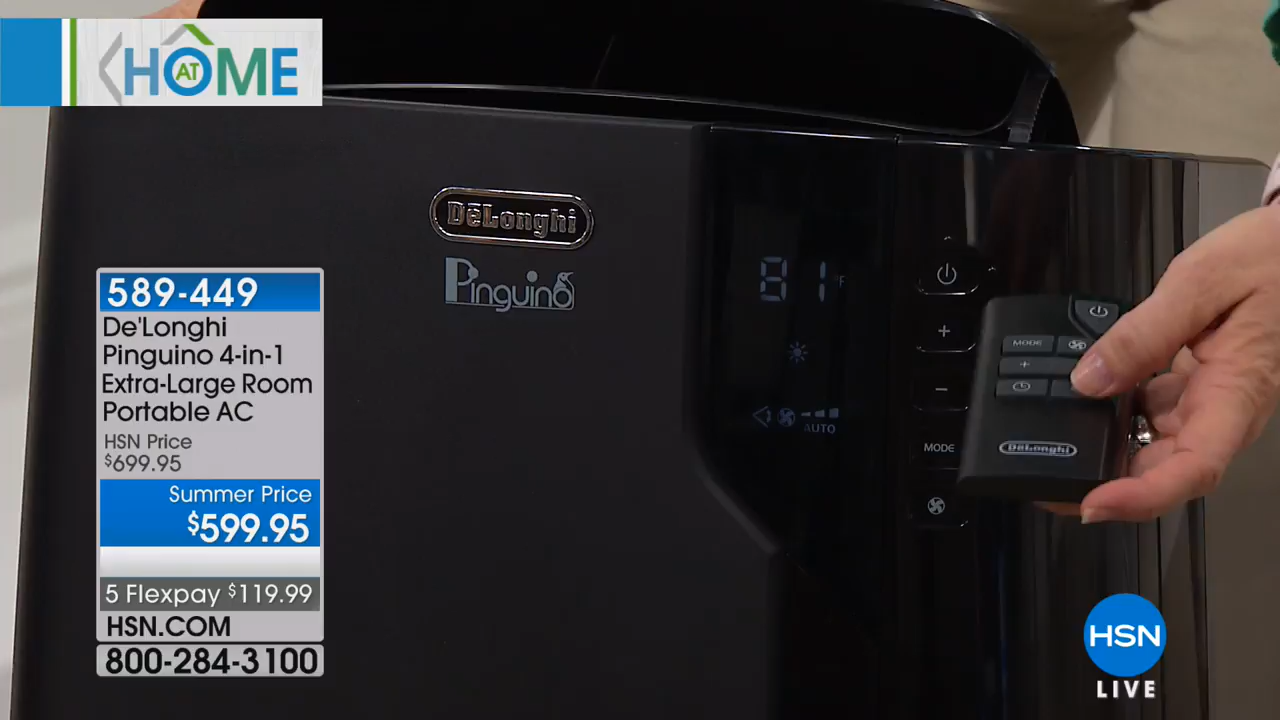 AT
HOME
DēLonghi
Pinguino
81°F
AUTO
MODE
MODE
DēLonghi
589-449
De'Longhi
Pinguino 4-in-1
Extra-Large Room
Portable AC
HSN Price
$699.95
Summer Price
$599.95
5 Flexpay $119.99
HSN.COM
800-284-3100
HSN
LIVE